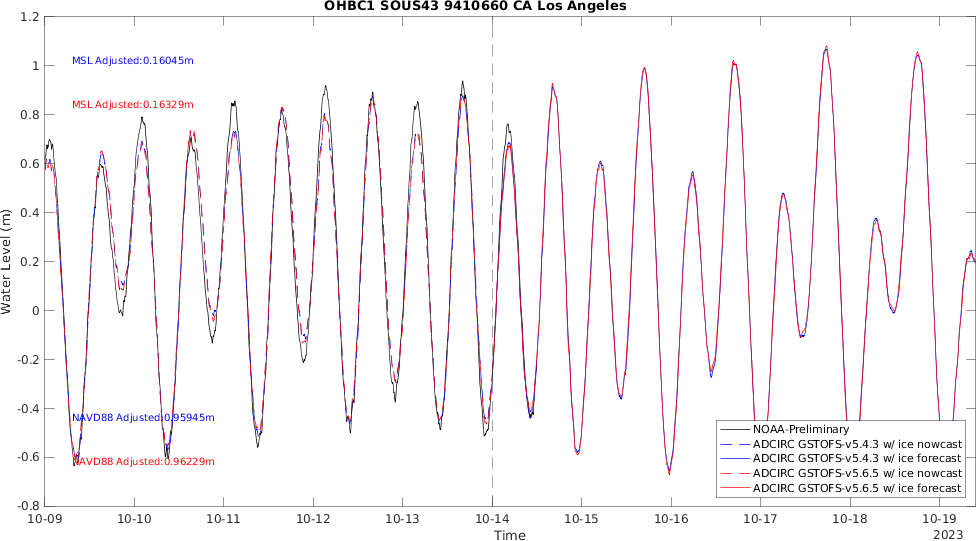 OHBC1 SOUS43 9410660 CA Los Angeles
1.2
1
0.8
0.6
0.4
0.2
0
-0.2
-0.4
-0.6
-0.8
Water Level (m)
MSL Adjusted:0.16045m
MSL Adjusted:0.16329m
NAVD88 Adjusted:0.95945m
NAVD88 Adjusted:0.96229m
NOAA-Preliminary
ADCIRC GSTOFS-v5.4.3 w/ ice nowcast
ADCIRC GSTOFS-v5.4.3 w/ ice forecast
ADCIRC GSTOFS-v5.6.5 w/ ice nowcast
ADCIRC GSTOFS-v5.6.5 w/ ice forecast
10-09 10-10 10-11 10-12 10-13 10-14 10-15 10-16 10-17 10-18 10-19
Time
2023